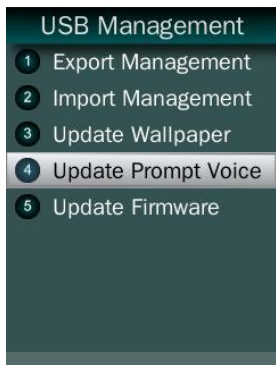 USB Management
1 Export Management
2 Import Management
3 Update Wallpaper
4 Update Prompt Voice
5 Update Firmware